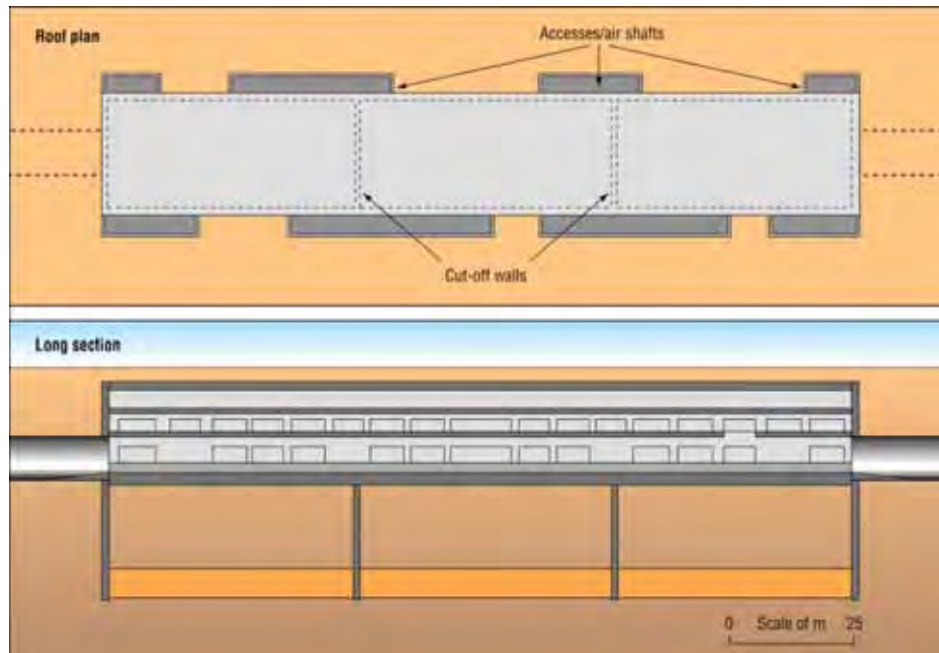 Roof plan
Accesses/air shafts
Cut-off walls
Long section
0 Scale of m 25